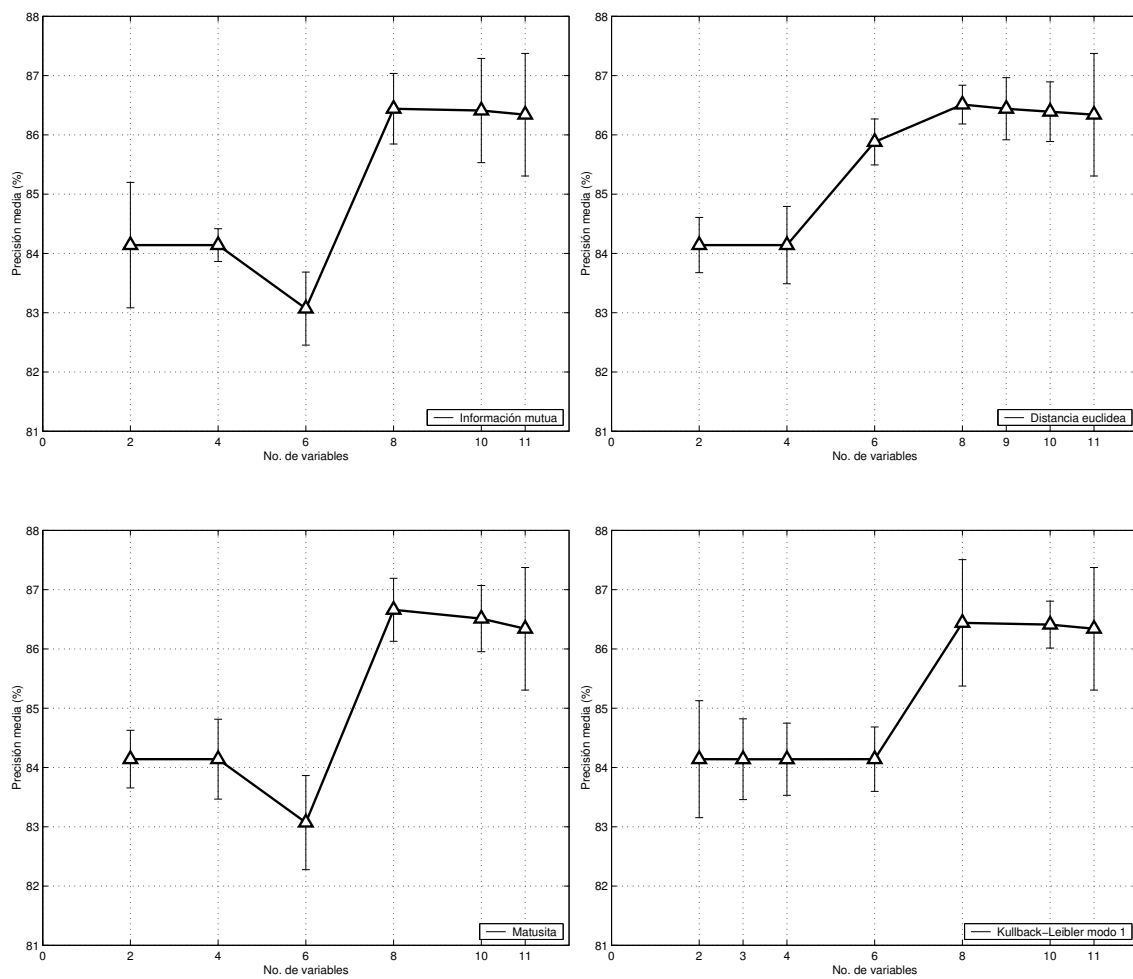 88
87
86
85
84
83
82
81
Precisión media (%)
0 2 4 6 8 10 11
No. de variables
Información mutua
88
87
86
85
84
83
82
81
Precisión media (%)
0 2 4 6 8 9 10 11
No. de variables
Distancia euclidea
88
87
86
85
84
83
82
81
Precisión media (%)
0 2 4 6 8 10 11
No. de variables
Matusita
88
87
86
85
84
83
82
81
Precisión media (%)
0 2 3 4 6 8 10 11
No. de variables
Kullback−Leibler modo 1